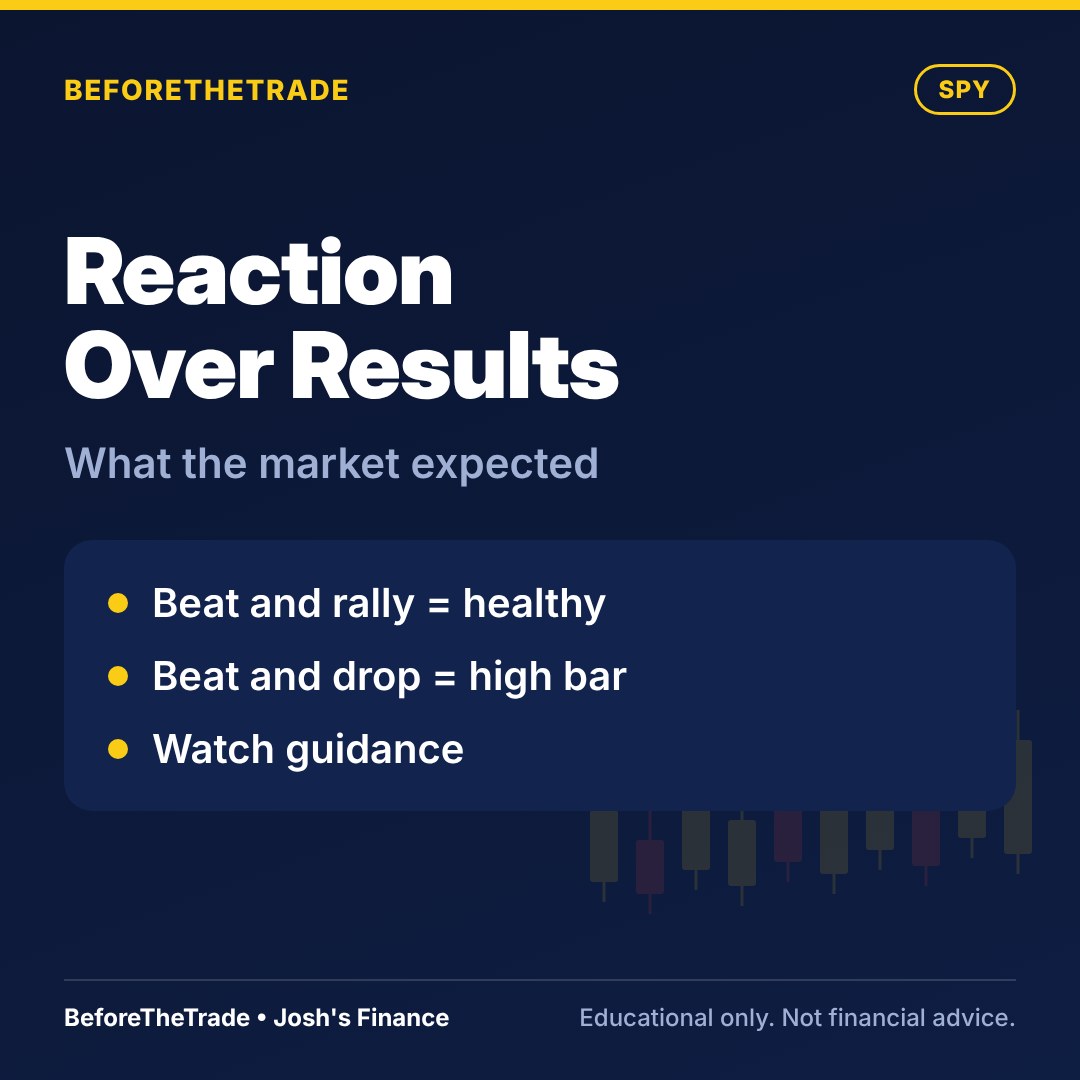 BEFORETHETRADE
SPY
Reaction
Over Results
What the market expected
Beat and rally = healthy
Beat and drop = high bar
Watch guidance
BeforeTheTrade • Josh's Finance
Educational only. Not financial advice.